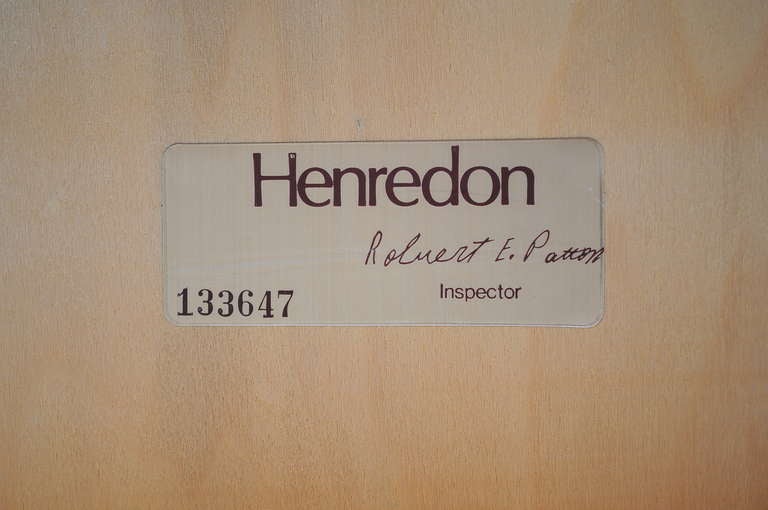 Henredon
Robert E. Patton
Inspector
133647